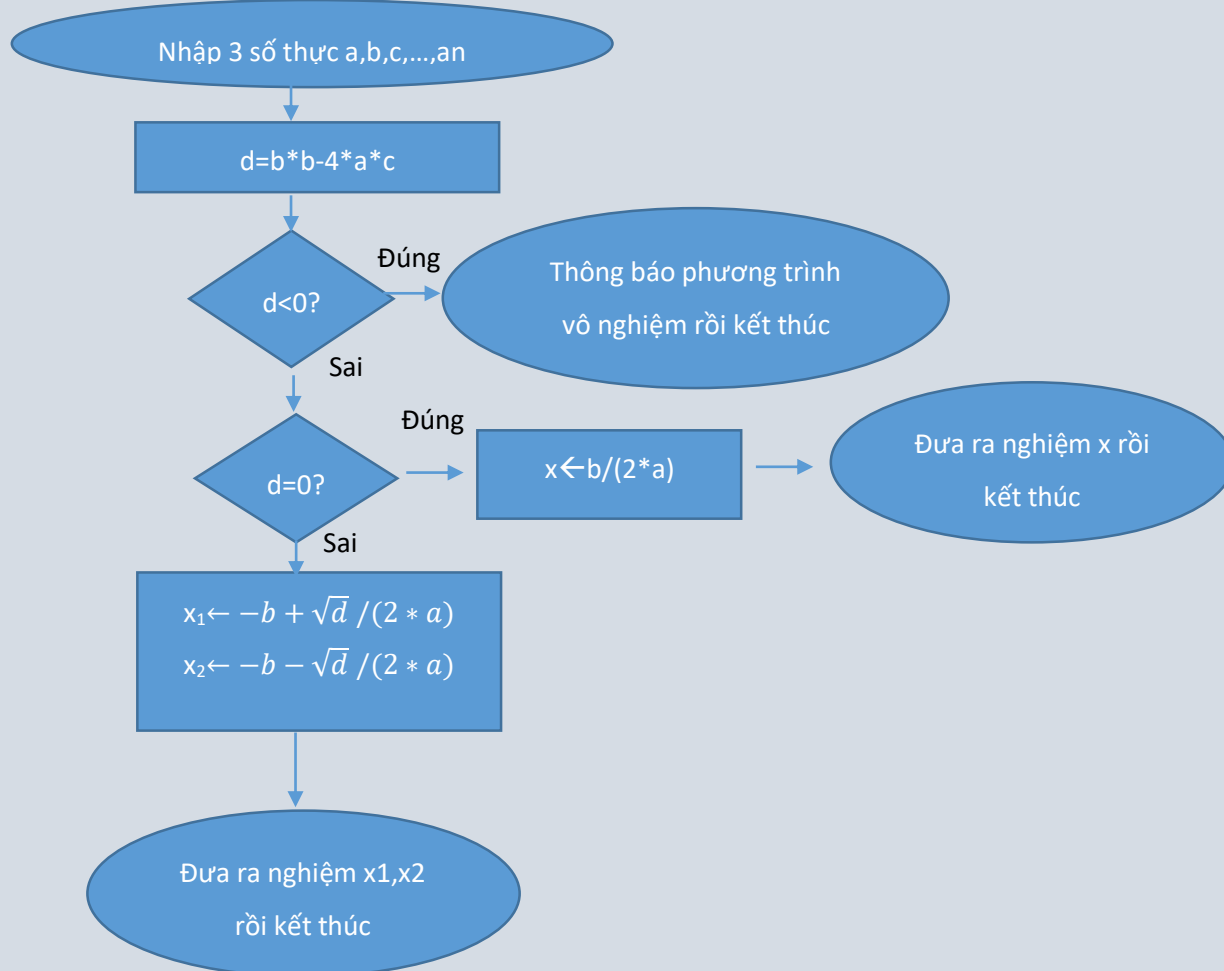 Nhập 3 số thực a,b,c,...,an
d=b*b-4*a*c
d<0?
Đúng
Thông báo phương trình
vô nghiệm rồi kết thúc
Sai
d=0?
Đúng
x←b/(2*a)
Đưa ra nghiệm x rồi
kết thúc
Sai
x₁← −b + √d /(2 * a)
x₂← −b − √d /(2 * a)
Đưa ra nghiệm x1,x2
rồi kết thúc